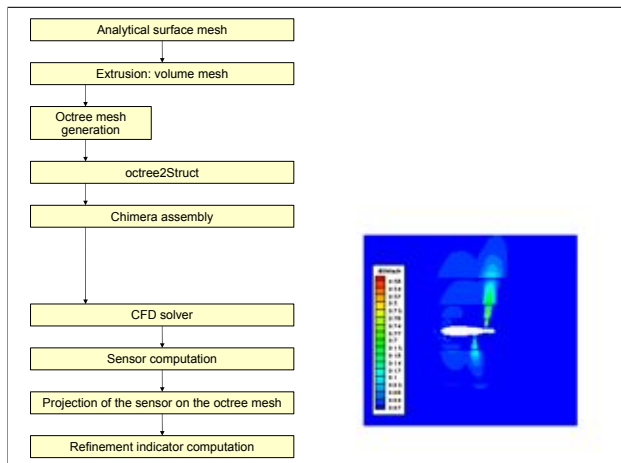 Analytical surface mesh
Extrusion: volume mesh
Octree mesh
generation
octree2Struct
Chimera assembly
CFD solver
Sensor computation
Projection of the sensor on the octree mesh
Refinement indicator computation